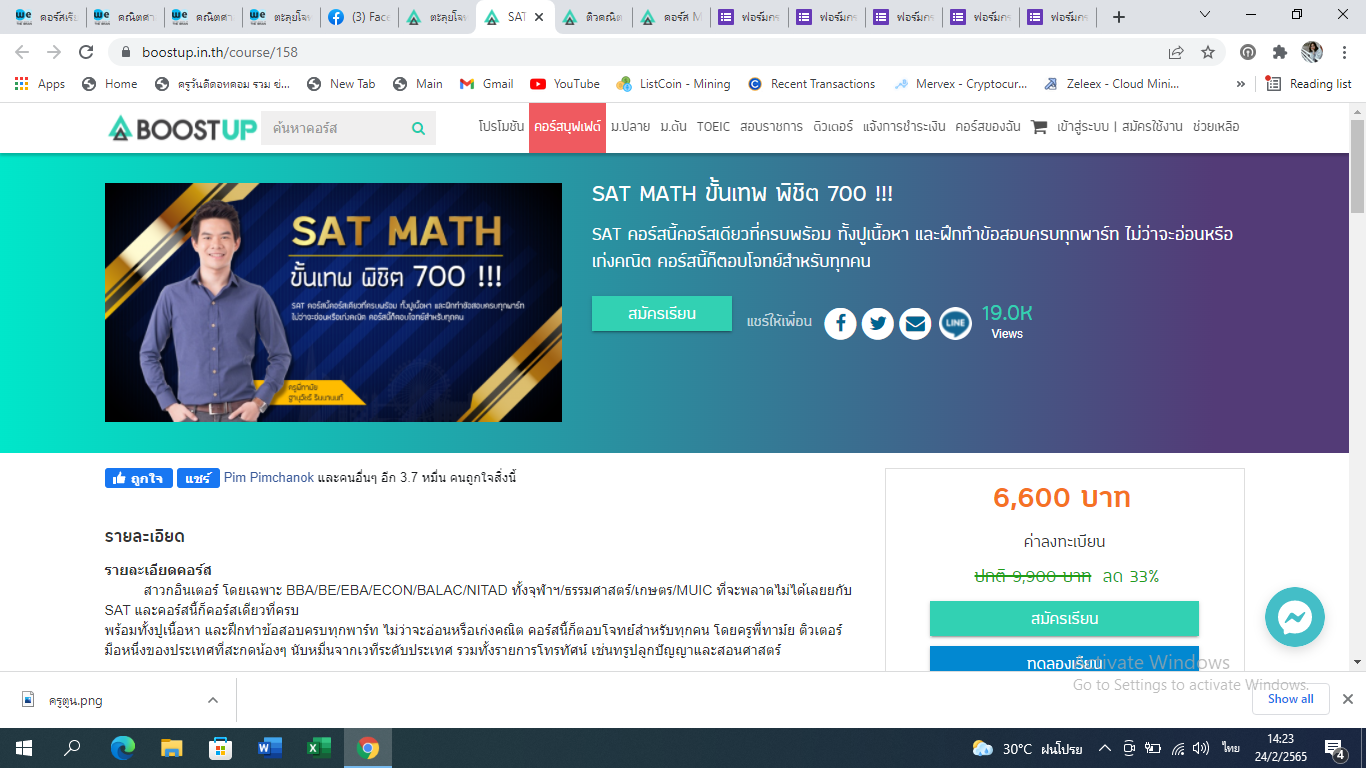 คอร์สเรีย
คณิตศา
คณิตศา
ตะลุยโจท
(3) Face
ตะลุยโจท
SAT
ติวคณิต
คอร์ส M
ฟอร์มกร
ฟอร์มกร
ฟอร์มกร
ฟอร์มกร
ฟอร์มกร
boostup.in.th/course/158
Apps
Home
ครูวันดีดอทคอม รวม ข่...
New Tab
Main
Gmail
YouTube
ListCoin - Mining
Recent Transactions
Mervex - Cryptocur...
Zeleex - Cloud Mini...
»
Reading list
BOOSTUP
ค้นหาคอร์ส
โปรโมชัน
คอร์สบุฟเฟต์
ม.ปลาย
ม.ต้น
TOEIC
สอบราชการ
ติวเตอร์
แจ้งการชำระเงิน
คอร์สของฉัน
เข้าสู่ระบบ | สมัครใช้งาน
ช่วยเหลือ
SAT MATH
ขั้นเทพ พิชิต 700 !!!
SAT คอร์สนี้คอร์สเดียวที่ครบพร้อม ทั้งปูเนื้อหา และฝึกทำข้อสอบครบทุกพาร์ท
ไม่ว่าจะอ่อนหรือเก่งคณิต คอร์สนี้ก็ตอบโจทย์สำหรับทุกคน
ครูพี่ทามัย
SAT MATH ขั้นเทพ พิชิต 700 !!!
SAT คอร์สนี้คอร์สเดียวที่ครบพร้อม ทั้งปูเนื้อหา และฝึกทำข้อสอบครบทุกพาร์ท ไม่ว่าจะอ่อนหรือ
เก่งคณิต คอร์สนี้ก็ตอบโจทย์สำหรับทุกคน
สมัครเรียน
แชร์ให้เพื่อน
LINE
19.0K
Views
ถูกใจ
แชร์
Pim Pimchanok และคนอื่นๆ อีก 3.7 หมื่น คนถูกใจสิ่งนี้
รายละเอียด
รายละเอียดคอร์ส
สาวกอินเตอร์ โดยเฉพาะ BBA/BE/EBA/ECON/BALAC/NITAD ทั้งจุฬาฯ/ธรรมศาสตร์/เกษตร/MUIC ที่จะพลาดไม่ได้เลยยกับ
SAT และคอร์สนี้ก็คอร์สเดียวที่ครบ
พร้อมทั้งปูเนื้อหา และฝึกทำข้อสอบครบทุกพาร์ท ไม่ว่าจะอ่อนหรือเก่งคณิต คอร์สนี้ก็ตอบโจทย์สำหรับทุกคน โดยครูพี่ทามัย ติวเตอร์
มือหนึ่งของประเทศที่สะกดน้องๆ นับหมื่นจากเวทีระดับประเทศ รวมทั้งรายการโทรทัศน์ เช่นทรูปลูกปัญญาและสอนศาสตร์
6,600 บาท
ค่าลงทะเบียน
ปกติ 9,900 บาท ลด 33%
สมัครเรียน
ทดลองเรียน
Activate Windows
Go to Settings to activate Windows.
ครูตูน.png
Show all
30°C ฝนโปรย
ไทย
14:23
24/2/2565
4